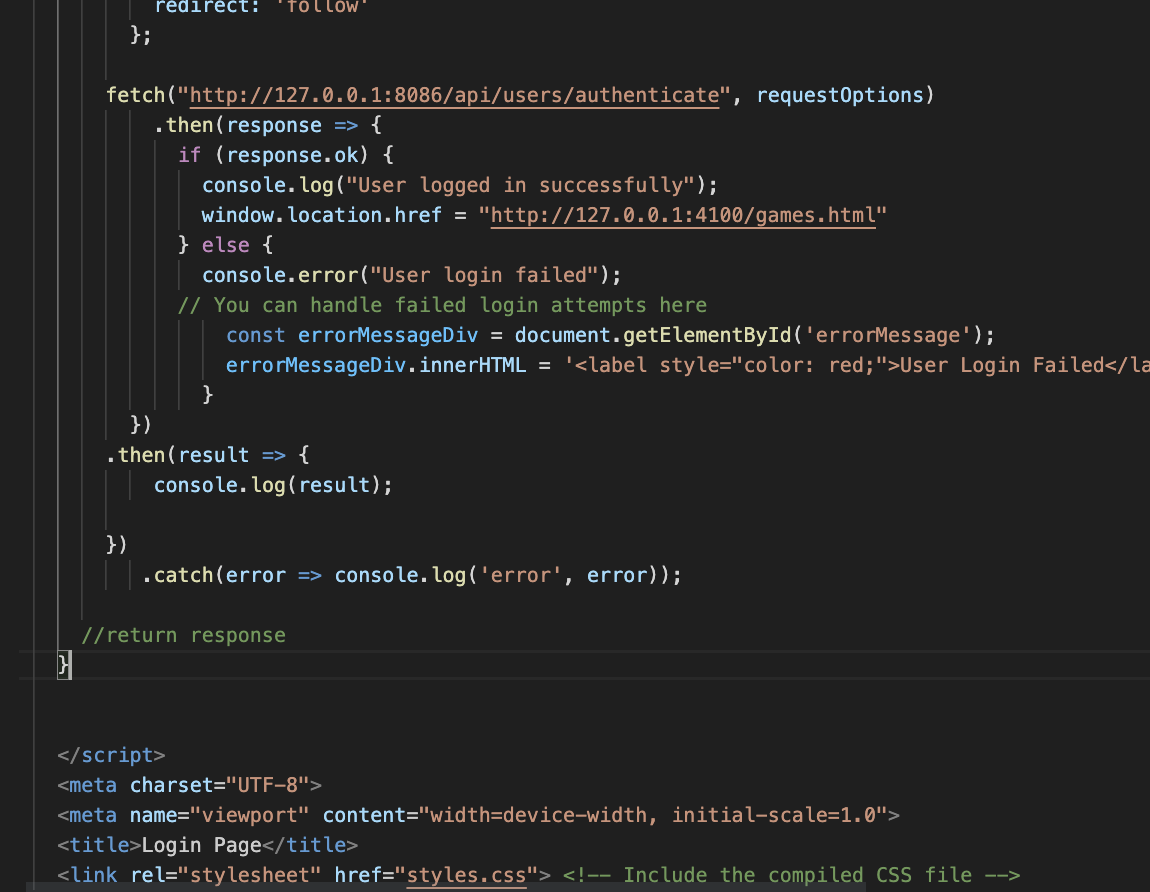 redirect: 'follow'
};
fetch("http://127.0.0.1:8086/api/users/authenticate", requestOptions)
.then(response => {
if (response.ok) {
console.log("User logged in successfully");
window.location.href = "http://127.0.0.1:4100/games.html"
} else {
console.error("User login failed");
// You can handle failed login attempts here
const errorMessageDiv = document.getElementById('errorMessage');
errorMessageDiv.innerHTML = '<label style="color: red;">User Login Failed</la
}
})
.then(result => {
console.log(result);
})
.catch(error => console.log('error', error));
//return response
}
</script>
<meta charset="UTF-8">
<meta name="viewport" content="width=device-width, initial-scale=1.0">
<title>Login Page</title>
<link rel="stylesheet" href="styles.css"> <!-- Include the compiled CSS file -->